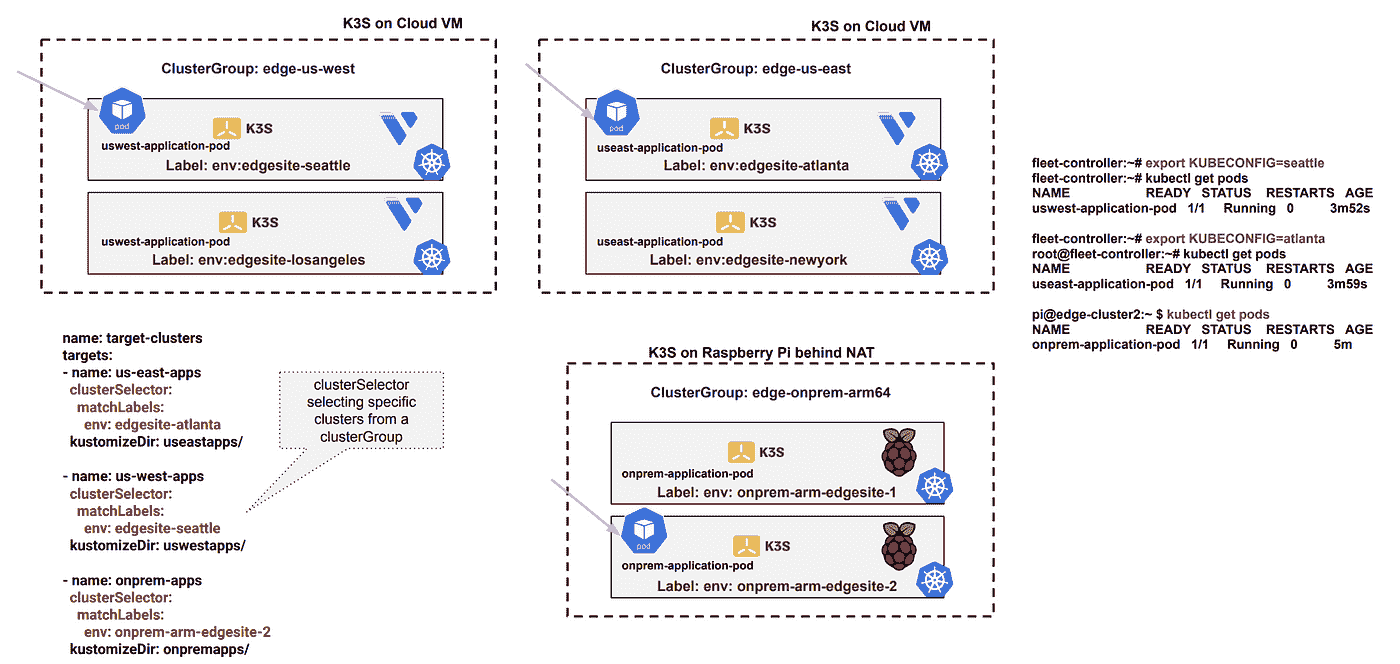 K3S on Cloud VM
ClusterGroup: edge-us-west
pod
K3S
uswest-application-pod
Label: env:edgesite-seattle
K3S
uswest-application-pod
Label: env:edgesite-losangeles
K3S on Cloud VM
ClusterGroup: edge-us-east
pod
K3S
useast-application-pod
Label: env:edgesite-atlanta
K3S
useast-application-pod
Label: env:edgesite-newyork
fleet-controller:~# export KUBECONFIG=seattle
fleet-controller:~# kubectl get pods
NAME READY STATUS RESTARTS AGE
uswest-application-pod 1/1 Running 0 3m52s
fleet-controller:~# export KUBECONFIG=atlanta
root@fleet-controller:~# kubectl get pods
NAME READY STATUS RESTARTS AGE
useast-application-pod 1/1 Running 0 3m59s
pi@edge-cluster2:~ $ kubectl get pods
NAME READY STATUS RESTARTS AGE
onprem-application-pod 1/1 Running 0 5m
name: target-clusters
targets:
- name: us-east-apps
clusterSelector:
matchLabels:
env: edgesite-atlanta
kustomizeDir: useastapps/
- name: us-west-apps
clusterSelector:
matchLabels:
env: edgesite-seattle
kustomizeDir: uswestapps/
- name: onprem-apps
clusterSelector:
matchLabels:
env: onprem-arm-edgesite-2
kustomizeDir: onpremapps/
clusterSelector
selecting specific
clusters from a
clusterGroup
K3S on Raspberry Pi behind NAT
ClusterGroup: edge-onprem-arm64
K3S
onprem-application-pod
Label: env: onprem-arm-edgesite-1
pod
K3S
onprem-application-pod
Label: env: onprem-arm-edgesite-2